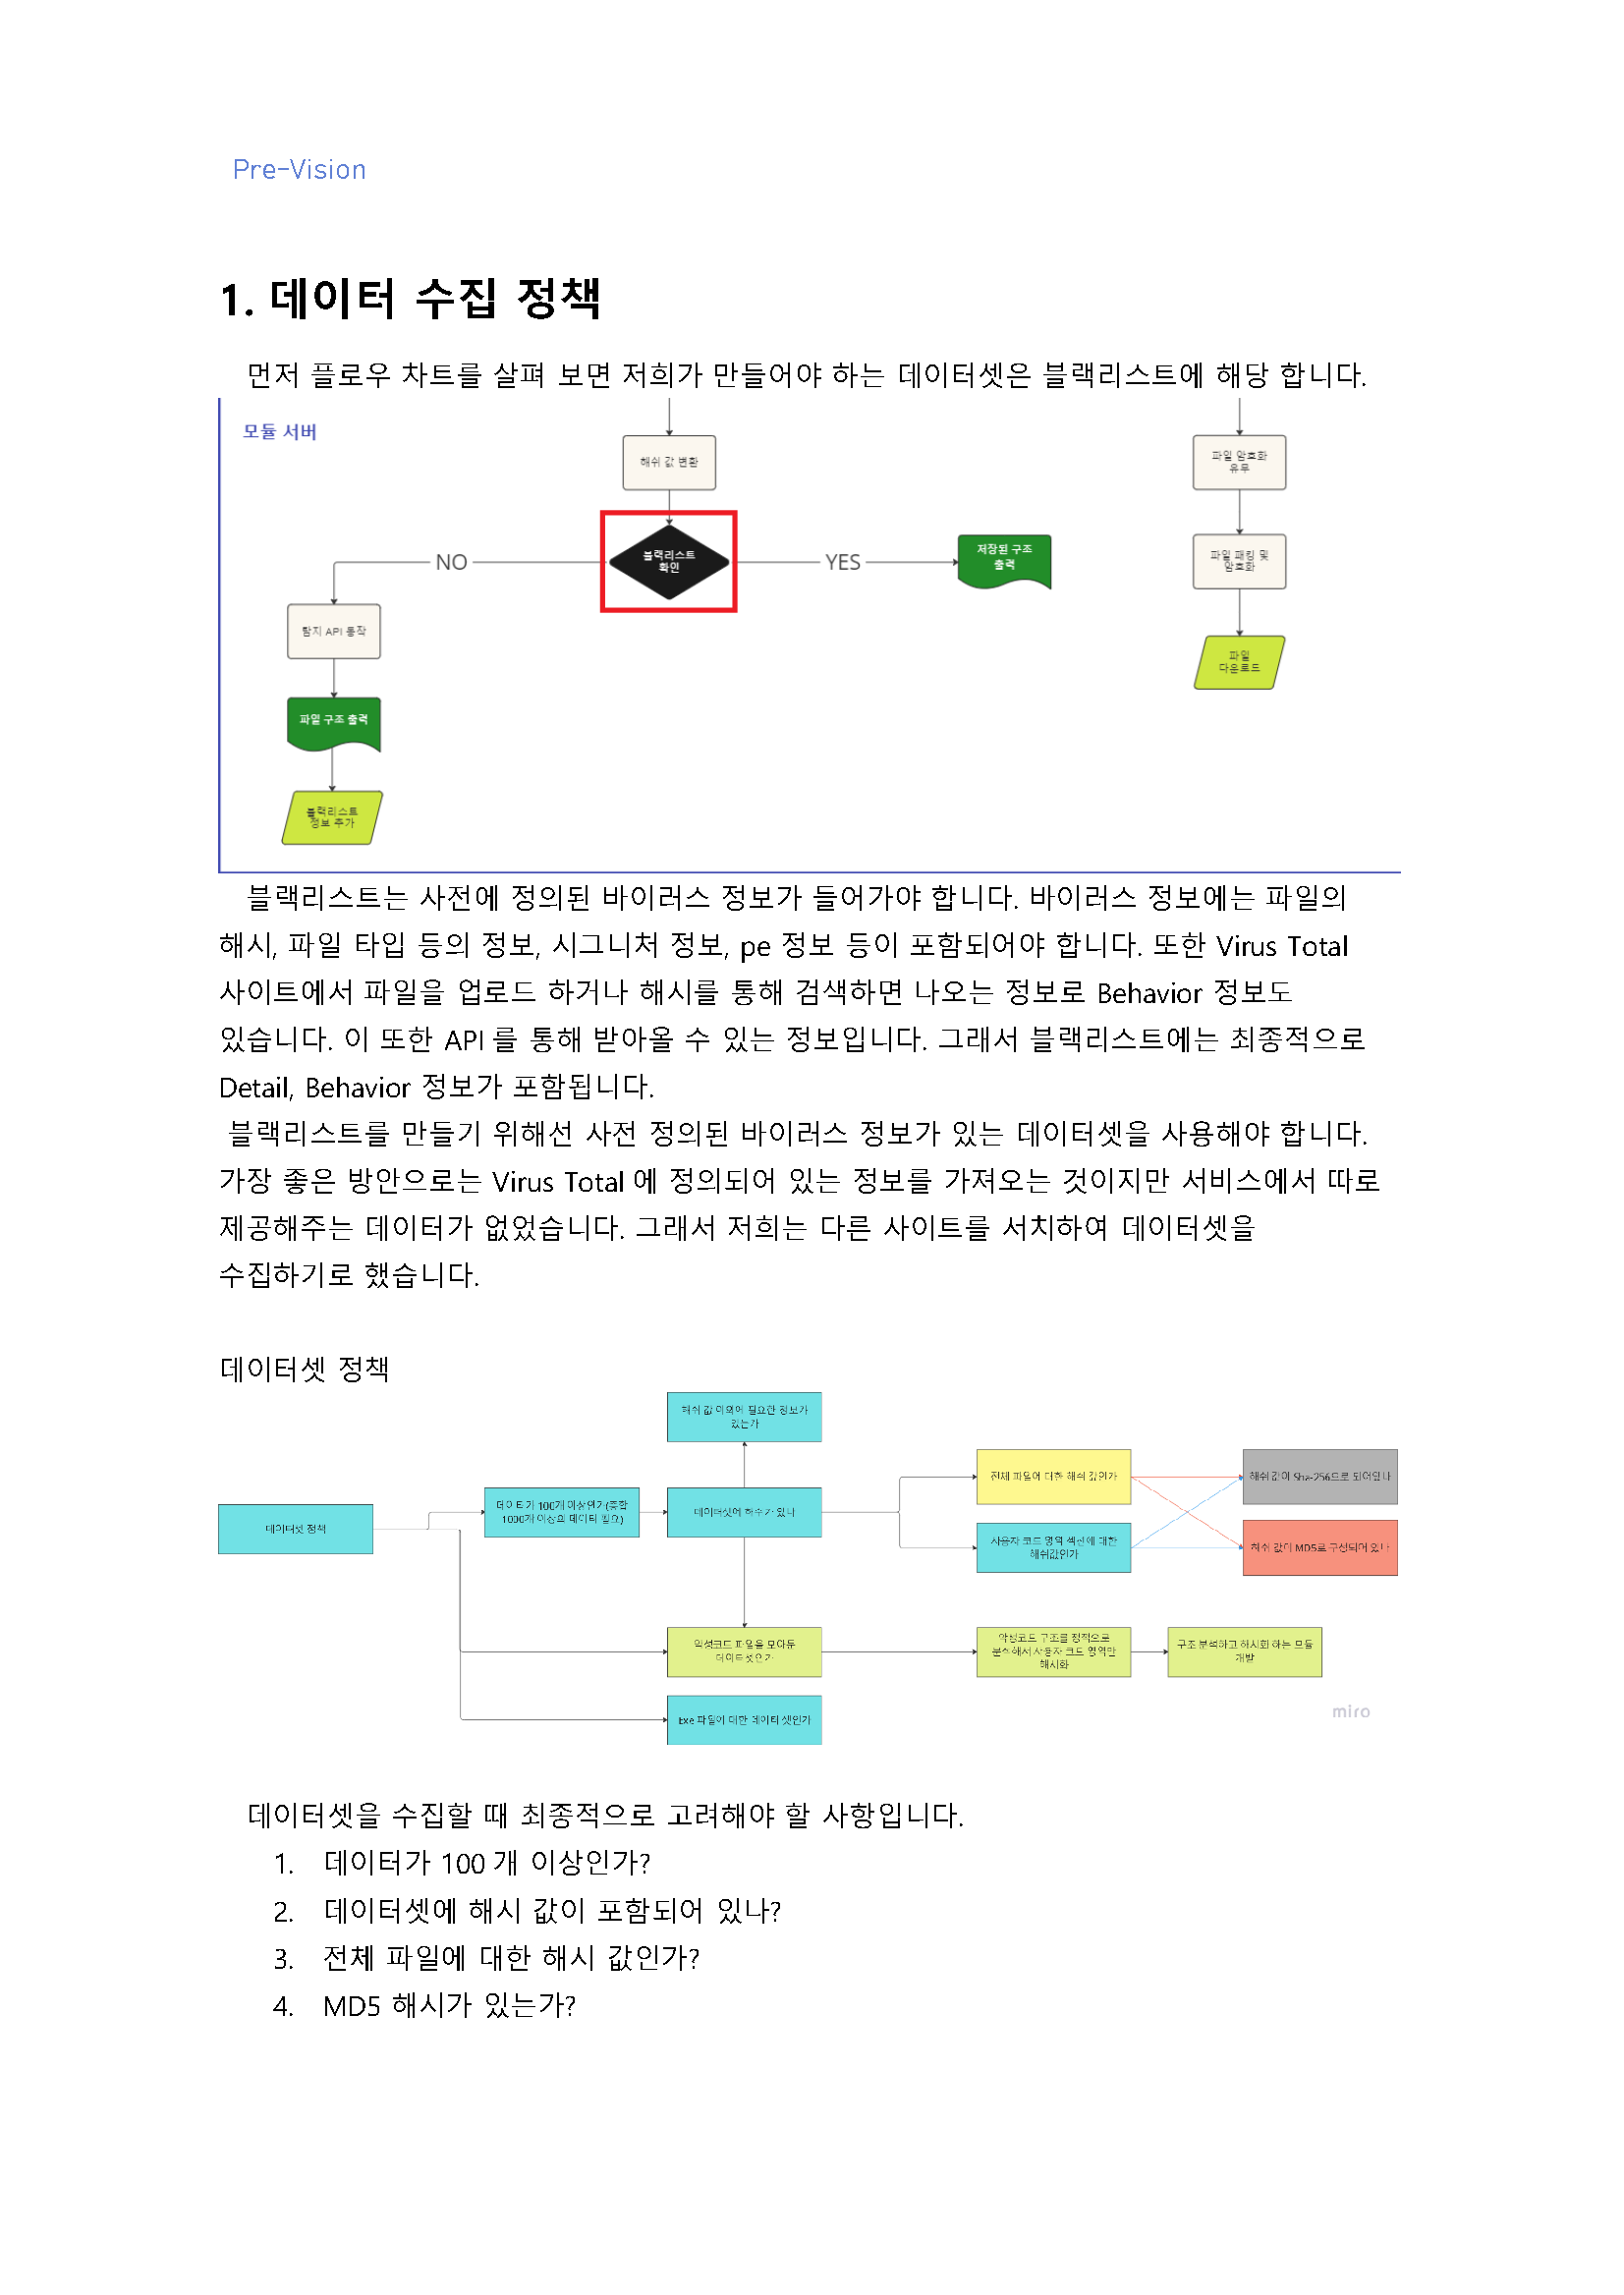 Pre-Vision
1. 데이터 수집 정책
먼저 플로우 차트를 살펴 보면 저희가 만들어야 하는 데이터셋은 블랙리스트에 해당 합니다.
모듈 서버
해쉬 값 변환
파일 암호화
유무
블랙리스트
확인
NO
YES
저장된 구조
출력
파일 패킹 및
암호화
탐지 API 동작
파일
다운로드
파일 구조 출력
블랙리스트
정보 추가
블랙리스트는 사전에 정의된 바이러스 정보가 들어가야 합니다. 바이러스 정보에는 파일의
해시, 파일 타입 등의 정보, 시그니처 정보, pe 정보 등이 포함되어야 합니다. 또한 Virus Total
사이트에서 파일을 업로드 하거나 해시를 통해 검색하면 나오는 정보로 Behavior 정보도
있습니다. 이 또한 API 를 통해 받아올 수 있는 정보입니다. 그래서 블랙리스트에는 최종적으로
Detail, Behavior 정보가 포함됩니다.
블랙리스트를 만들기 위해선 사전 정의된 바이러스 정보가 있는 데이터셋을 사용해야 합니다.
가장 좋은 방안으로는 Virus Total 에 정의되어 있는 정보를 가져오는 것이지만 서비스에서 따로
제공해주는 데이터가 없었습니다. 그래서 저희는 다른 사이트를 서치하여 데이터셋을
수집하기로 했습니다.
데이터셋 정책
해쉬 값 이외에 필요한 정보가
있는가
전체 파일에 대한 해쉬 값인가
해쉬 값이 Sha-256으로 되어있나
데이터셋 정책
데이터가 100개 이상인가(종합
1000개 이상의 데이터 필요)
데이터셋에 해쉬가 있나
사용자 코드 영역 섹션에 대한
해쉬값인가
해쉬 값이 MD5로 구성되어 있나
악성코드 파일을 모아둔
데이트셋인가
악성코드 구조를 정적으로
분석해서 사용자 코드 영역만
해시화
구조 분석하고 해시화 하는 모듈
개발
Exe 파일에 대한 데이터 셋인가
miro
데이터셋을 수집할 때 최종적으로 고려해야 할 사항입니다.
1. 데이터가 100 개 이상인가?
2. 데이터셋에 해시 값이 포함되어 있나?
3. 전체 파일에 대한 해시 값인가?
4. MD5 해시가 있는가?